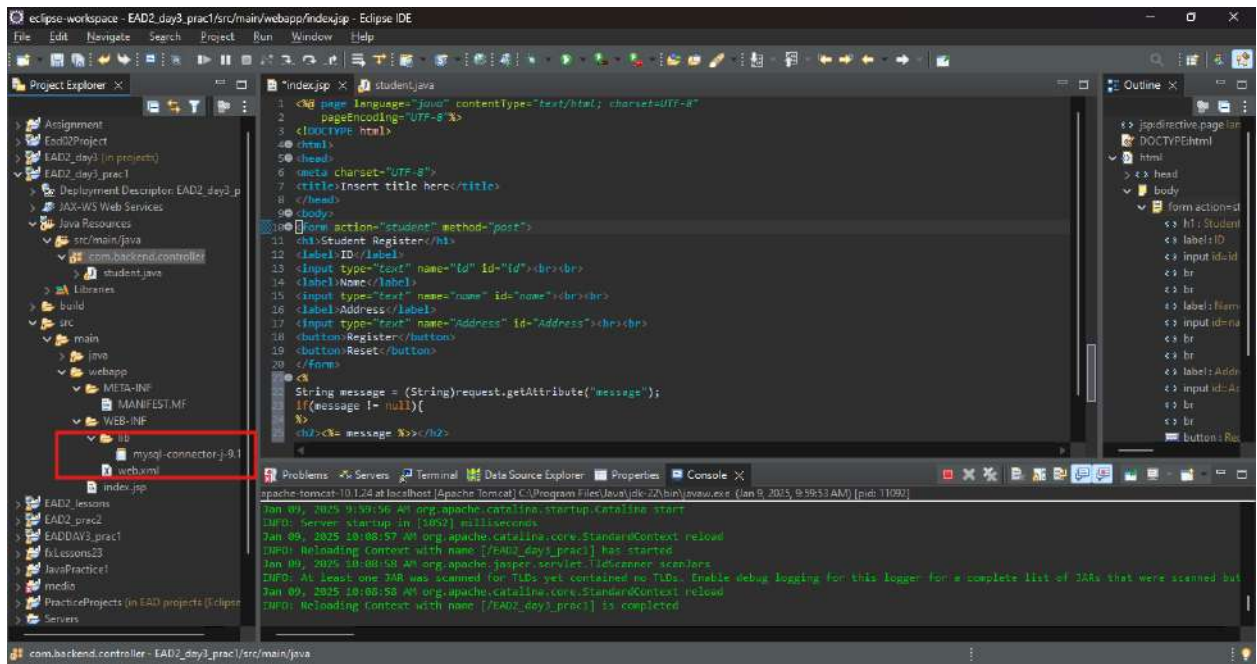 eclipse-workspace - EAD2_day3_prac1/src/main/webapp/index.jsp - Eclipse IDE
File Edit Navigate Search Project Run Window Help
Project Explorer
Assignment
Ead02Project
EAD2_day3 (in projects)
EAD2_day3_prac1
Deployment Descriptor: EAD2_day3_p
JAX-WS Web Services
Java Resources
src/main/java
com.backend.controller
student.java
Libraries
build
src
main
java
webapp
META-INF
MANIFEST.MF
WEB-INF
lib
mysql-connector-j-9.1
web.xml
index.jsp
EAD2_lessons
EAD2_prac2
EADDAY3_prac1
fxLessons23
JavaPractice1
media
PracticeProjects (in EAD projects (Eclipse
Servers
*index.jsp student.java
1 <%@ page language="java" contentType="text/html; charset=UTF-8"
2 pageEncoding="UTF-8"%>
3 <!DOCTYPE html>
4 <html>
5 <head>
6 <meta charset="UTF-8">
7 <title>Insert title here</title>
8 </head>
9 <body>
10 <form action="student" method="post">
11 <h1>Student Register</h1>
12 <label>ID</label>
13 <input type="text" name="id" id="id"><br><br>
14 <label>Name</label>
15 <input type="text" name="name" id="name"><br><br>
16 <label>Address</label>
17 <input type="text" name="Address" id="Address"><br><br>
18 <button>Register</button>
19 <button>Reset</button>
20 </form>
21 <%
22 String message = (String)request.getAttribute("message");
23 if(message != null){
24 %>
25 <h2><%= message %>></h2>
Outline
jsp:directive.page lan
DOCTYPE:html
html
head
body
form action=st
h1 : Student
label : ID
input id=id
br
br
label : Nam
input id=na
br
br
label : Addr
input id=Ac
br
br
button : Re
Problems Servers Terminal Data Source Explorer Properties Console
apache-tomcat-10.1.24 at localhost [Apache Tomcat] C:\Program Files\Java\jdk-22\bin\javaw.exe (Jan 9, 2025, 9:59:53 AM) [pid: 11092]
Jan 09, 2025 9:59:56 AM org.apache.catalina.startup.Catalina start
INFO: Server startup in [1052] milliseconds
Jan 09, 2025 10:08:57 AM org.apache.catalina.core.StandardContext reload
INFO: Reloading Context with name [/EAD2_day3_prac1] has started
Jan 09, 2025 10:08:58 AM org.apache.jasper.servlet.TldScanner scanJars
INFO: At least one JAR was scanned for TLDs yet contained no TLDs. Enable debug logging for this logger for a complete list of JARs that were scanned but
Jan 09, 2025 10:08:58 AM org.apache.catalina.core.StandardContext reload
INFO: Reloading Context with name [/EAD2_day3_prac1] is completed
com.backend.controller - EAD2_day3_prac1/src/main/java